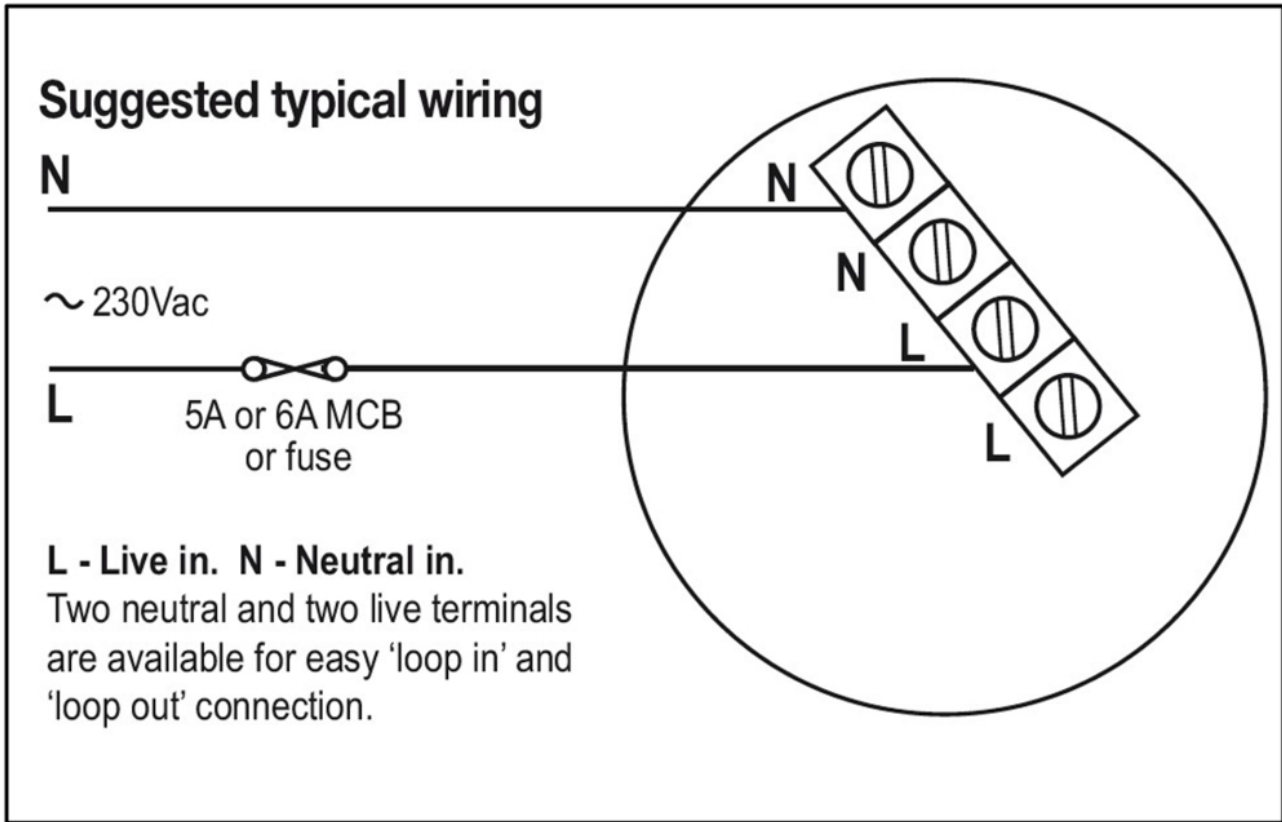 Suggested typical wiring
N
N
N
～ 230Vac
L
L
5A or 6A MCB
or fuse
L
L - Live in.  N - Neutral in.
Two neutral and two live terminals
are available for easy ‘loop in’ and
‘loop out’ connection.